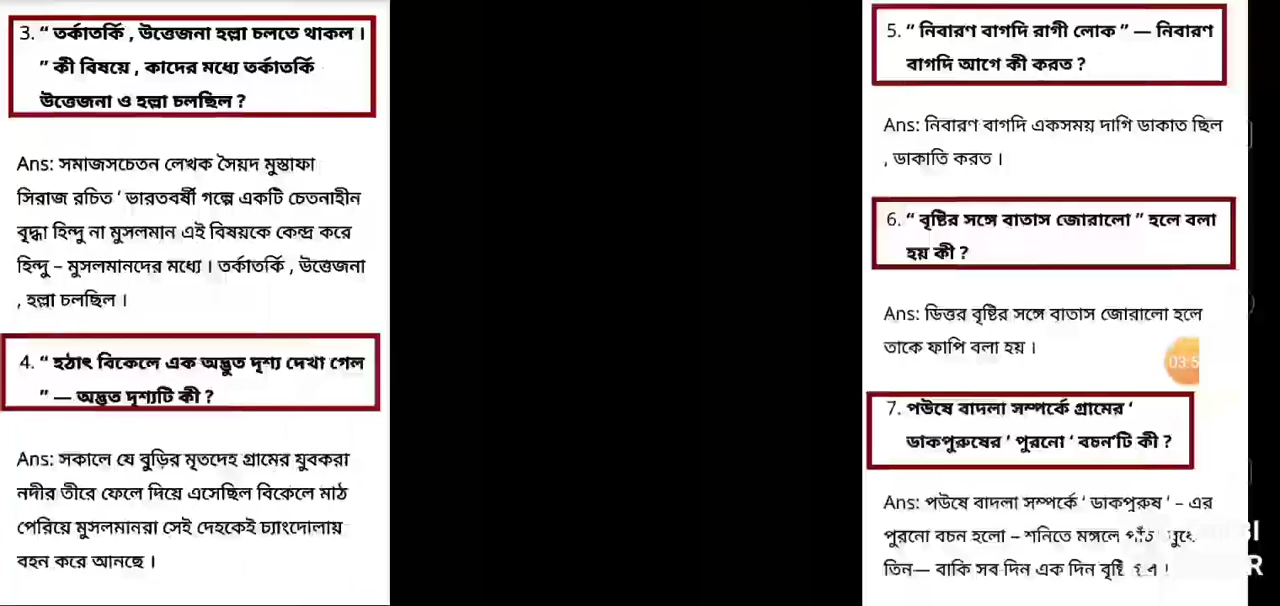 3. “ তর্কাতর্কি , উত্তেজনা হল্লা চলতে থাকল ।
” কী বিষয়ে , কাদের মধ্যে তর্কাতর্কি
উত্তেজনা ও হল্লা চলছিল ?
Ans: সমাজসচেতন লেখক সৈয়দ মুস্তাফা
সিরাজ রচিত ‘ ভারতবর্ষী গল্পে একটি চেতনাহীন
বৃদ্ধা হিন্দু না মুসলমান এই বিষয়কে কেন্দ্র করে
হিন্দু – মুসলমানদের মধ্যে । তর্কাতর্কি , উত্তেজনা
, হল্লা চলছিল ।
4. “ হঠাৎ বিকেলে এক অদ্ভুত দৃশ্য দেখা গেল
” — অদ্ভুত দৃশ্যটি কী ?
Ans: সকালে যে বুড়ির মৃতদেহ গ্রামের যুবকরা
নদীর তীরে ফেলে দিয়ে এসেছিল বিকেলে মাঠ
পেরিয়ে মুসলমানরা সেই দেহকেই চ্যাংদোলায়
বহন করে আনছে ।
5. “ নিবারণ বাগদি রাগী লোক ” — নিবারণ
বাগদি আগে কী করত ?
Ans: নিবারণ বাগদি একসময় দাগি ডাকাত ছিল
, ডাকাতি করত ।
6. “ বৃষ্টির সঙ্গে বাতাস জোরালো ” হলে বলা
হয় কী ?
Ans: ডিত্তর বৃষ্টির সঙ্গে বাতাস জোরালো হলে
তাকে ফাপি বলা হয় ।
03:5
7. পউষে বাদলা সম্পর্কে গ্রামের ‘
ডাকপুরুষের ’ পুরনো ‘ বচন’টি কী ?
Ans: পউষে বাদলা সম্পর্কে ‘ ডাকপুরুষ ‘ – এর
পুরনো বচন হলো – শনিতে মঙ্গলে পাঁচ
তিন— বাকি সব দিন এক দিন বৃষ্টি
R